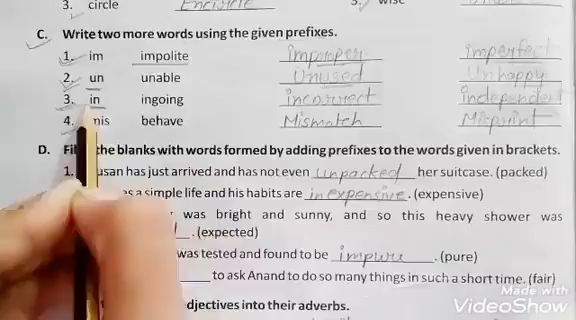 3. circle Encircle wise
C. Write two more words using the given prefixes.
1. im impolite Improper imperfect
2. un unable Unused Unhappy
3. in ingoing incorrect independent
4. mis behave Mismatch Misprint
D. the blanks with words formed by adding prefixes to the words given in brackets.
1. usan has just arrived and has not even unpacked her suitcase. (packed)
as a simple life and his habits are inexpensive. (expensive)
was bright and sunny, and so this heavy shower was
. (expected)
was tested and found to be impure. (pure)
to ask Anand to do so many things in such a short time. (fair)
djectives into their adverbs.
Made with
VideoShow